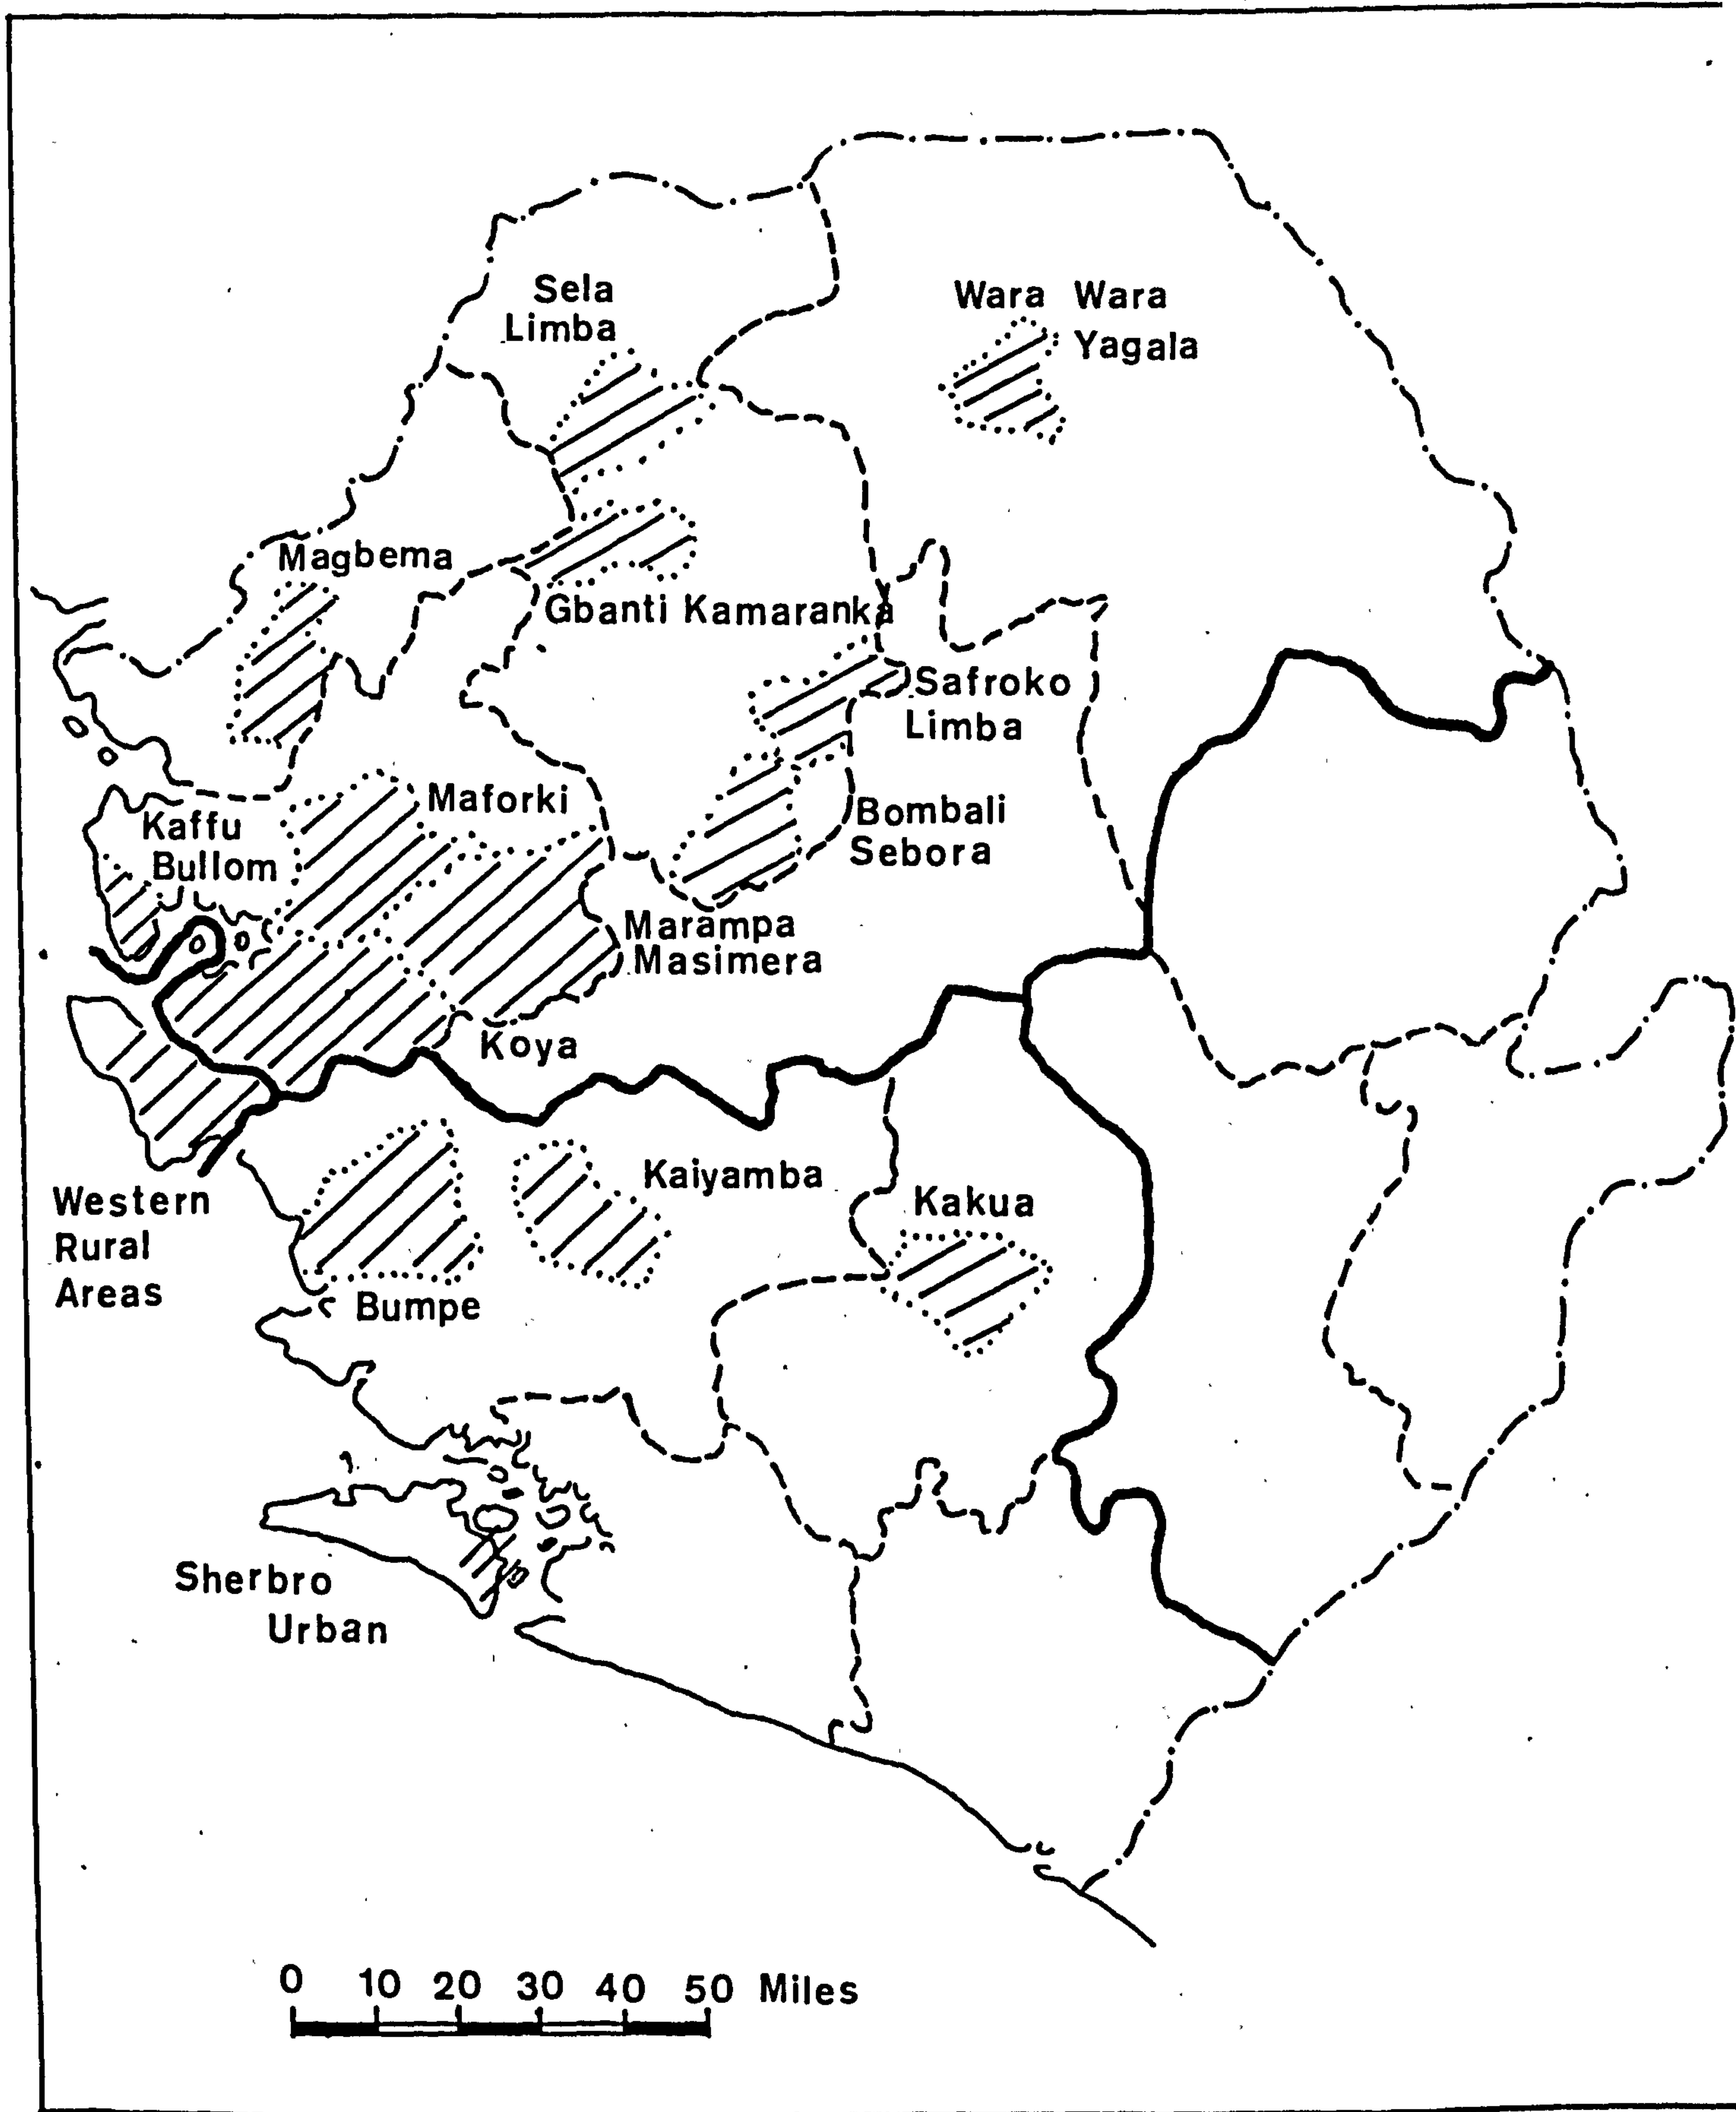 Sela
Limba
Wara Wara
Yagala
Magbema
Gbanti Kamaranka
Safroko
Limba
Maforki
Kaffu
Bullom
Bombali
Sebora
Marampa
Masimera
Koya
Kaiyamba
Western
Rural
Areas
Kakua
Bumpe
Sherbro
Urban
0 10 20 30 40 50 Miles